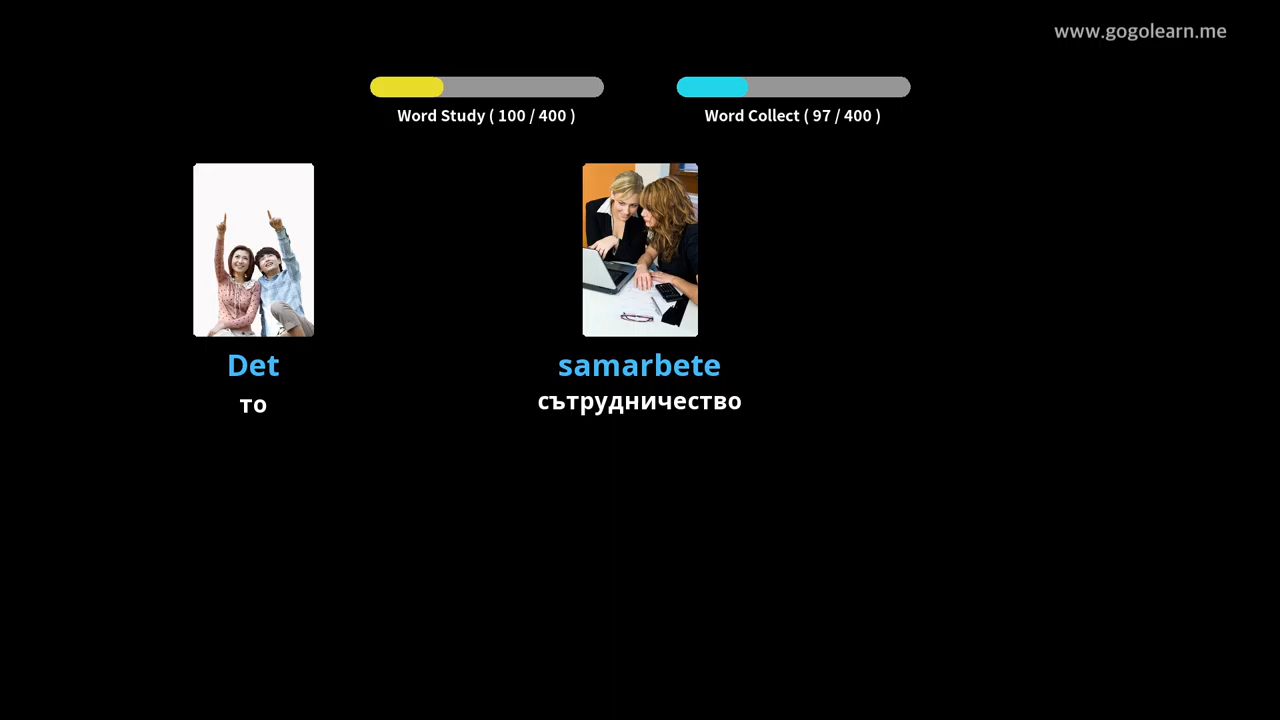 www.gogolearn.me
Word Study ( 100 / 400 )
Word Collect ( 97 / 400 )
Det
то
samarbete
сътрудничество